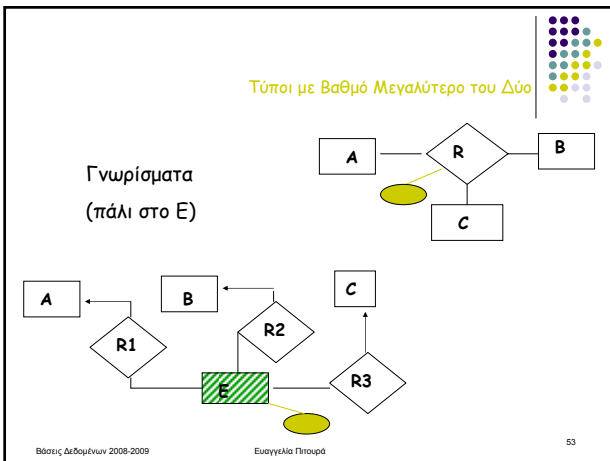 Τύποι με Βαθμό Μεγαλύτερο του Δύο
A
R
B
Γνωρίσματα
(πάλι στο Ε)
C
A
B
C
R1
R2
R3
E
Βάσεις Δεδομένων 2008-2009
Ευαγγελία Πιτουρά
53